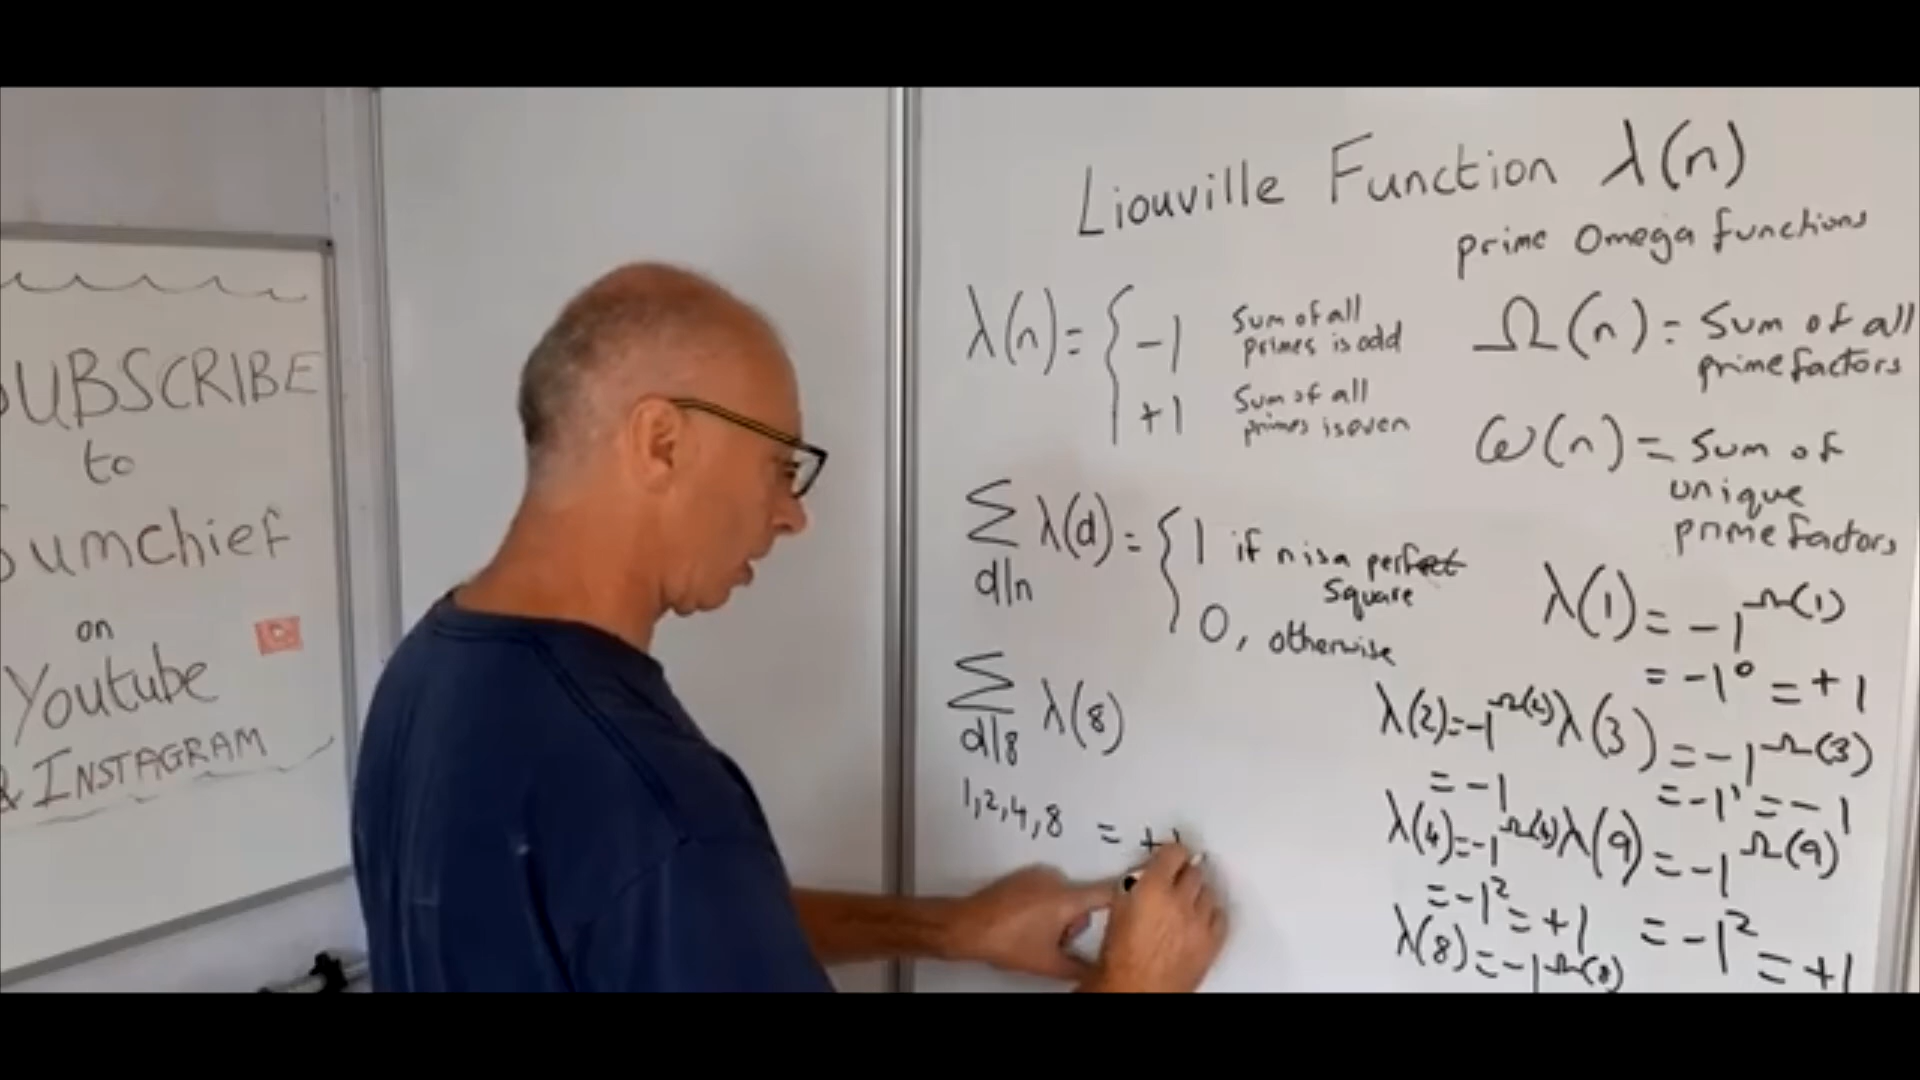 SUBSCRIBE
to
Sumchief
on
Youtube
& INSTAGRAM
Liouville Function λ(n)
prime Omega functions
λ(n) = { -1 Sum of all primes is odd
+1 Sum of all primes is even
Ω(n) = Sum of all
prime factors
ω(n) = Sum of
unique
prime factors
Σ λ(d) = { 1 if n is a perfect
d|n Square
0, otherwise
Σ λ(8)
d|8
1,2,4,8 = +1
λ(1) = -1^Ω(1)
= -1^0 = +1
λ(2) = -1^Ω(2) λ(3) = -1^Ω(3)
= -1 = -1^1 = -1
λ(4) = -1^Ω(4) λ(9) = -1^Ω(9)
= -1^2 = +1 = -1^2 = +1
λ(8) = -1^Ω(8)